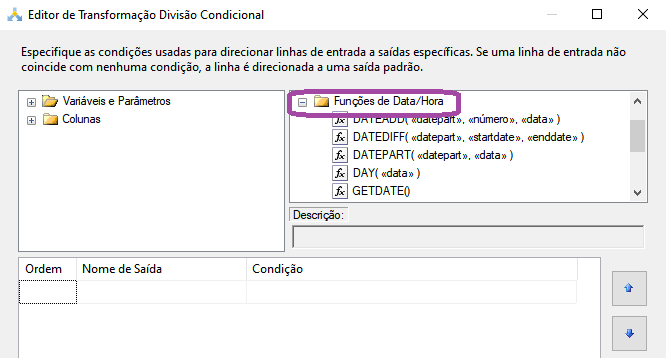 Editor de Transformação Divisão Condicional
Especifique as condições usadas para direcionar linhas de entrada a saídas específicas. Se uma linha de entrada não
coincide com nenhuma condição, a linha é direcionada a uma saída padrão.
Variáveis e Parâmetros
Colunas
Funções de Data/Hora
DATEADD( «datepart», «número», «data» )
DATEDIFF( «datepart», «startdate», «enddate» )
DATEPART( «datepart», «data» )
DAY( «data» )
GETDATE()
Descrição:
Ordem Nome de Saída Condição